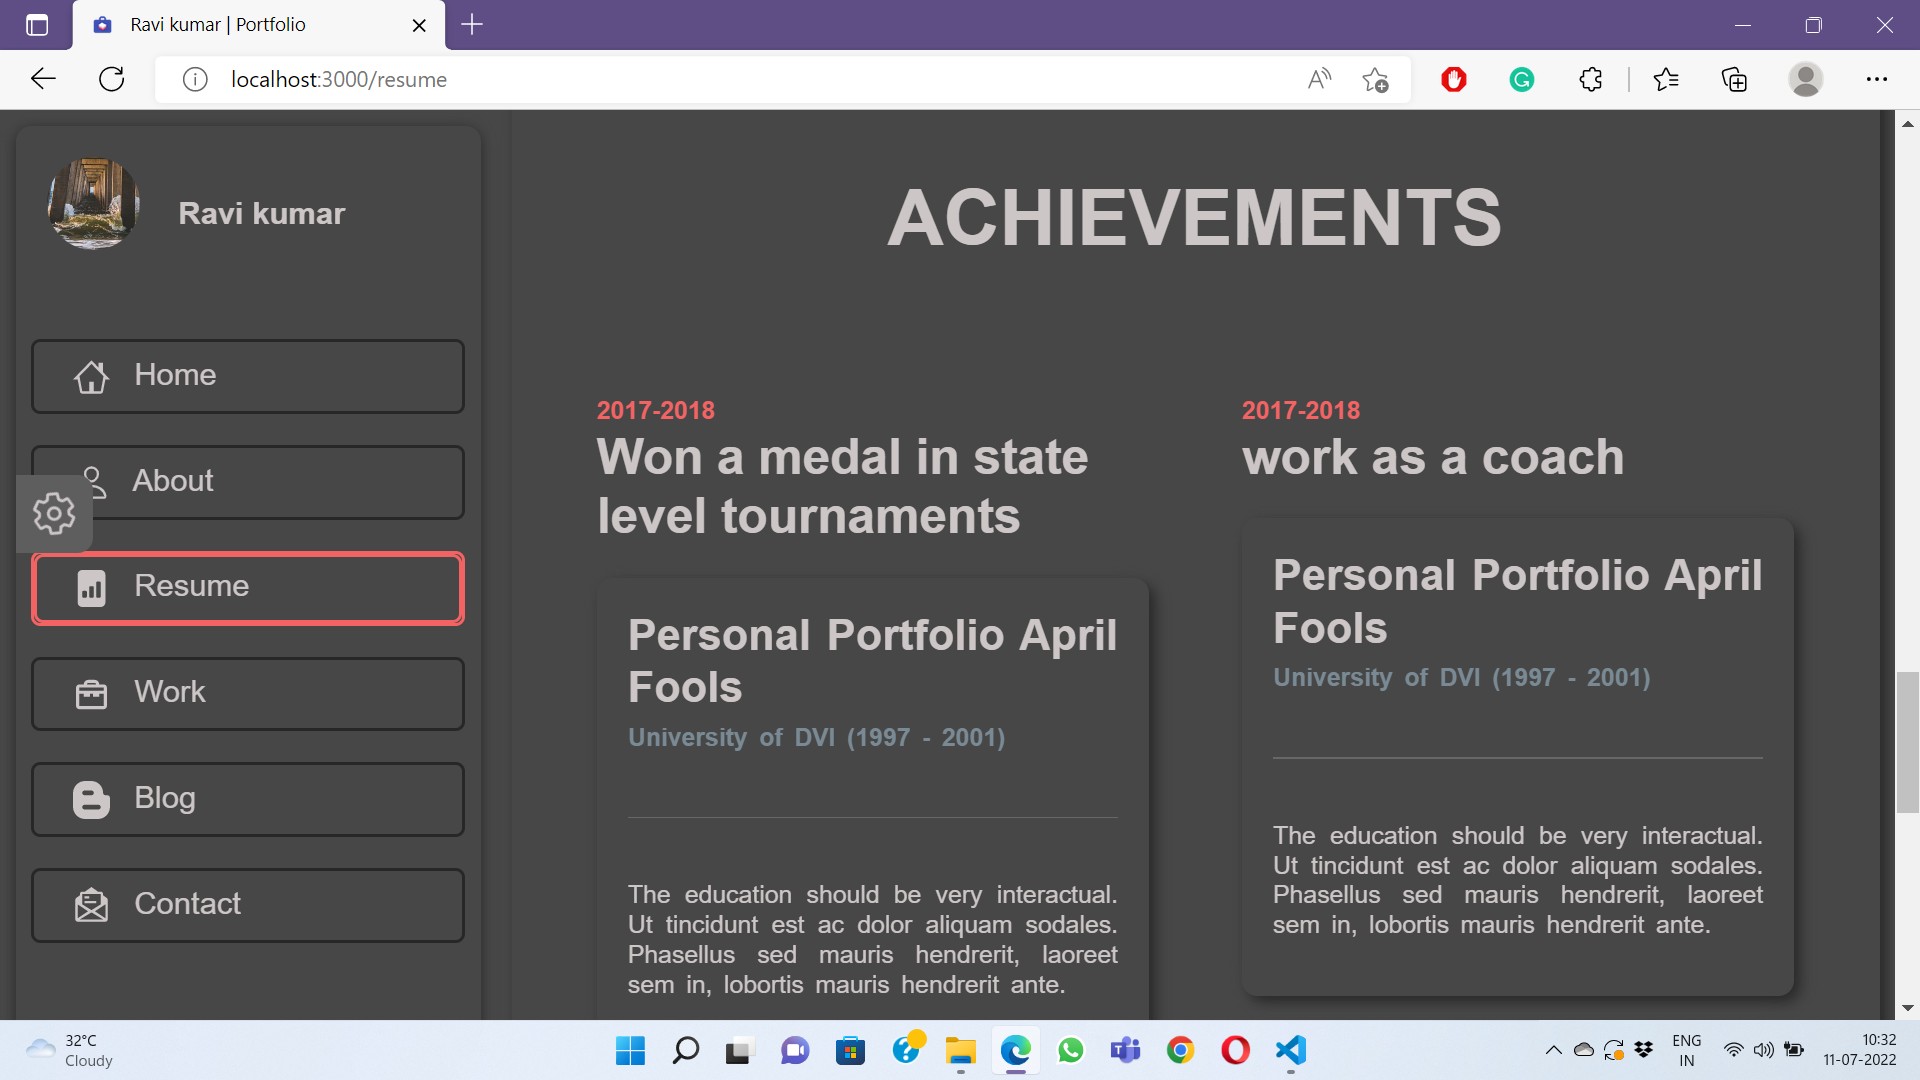 Ravi kumar | Portfolio
localhost:3000/resume
Ravi kumar
Home
About
Resume
Work
Blog
Contact
ACHIEVEMENTS
2017-2018
Won a medal in state
level tournaments
Personal Portfolio April
Fools
University of DVI (1997 - 2001)
The education should be very interactual.
Ut tincidunt est ac dolor aliquam sodales.
Phasellus sed mauris hendrerit, laoreet
sem in, lobortis mauris hendrerit ante.
2017-2018
work as a coach
Personal Portfolio April
Fools
University of DVI (1997 - 2001)
The education should be very interactual.
Ut tincidunt est ac dolor aliquam sodales.
Phasellus sed mauris hendrerit, laoreet
sem in, lobortis mauris hendrerit ante.
32°C
Cloudy
ENG
IN
10:32
11-07-2022